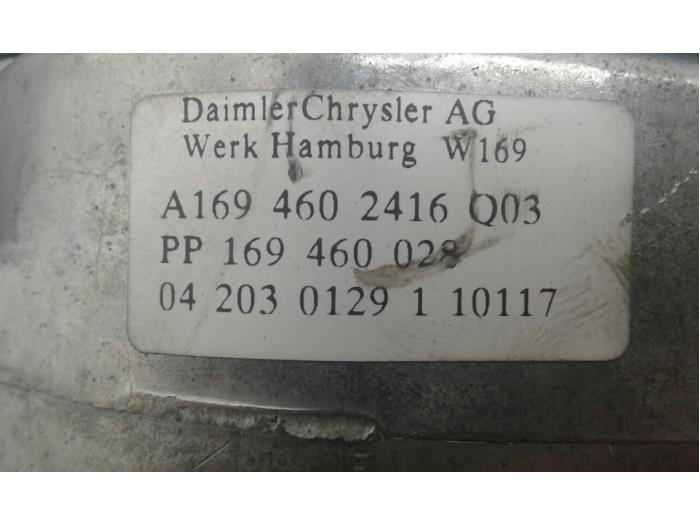 DaimlerChrysler AG
Werk Hamburg W169
A169 460 2416 Q03
PP 169 460 028
04 203 0129 1 10117